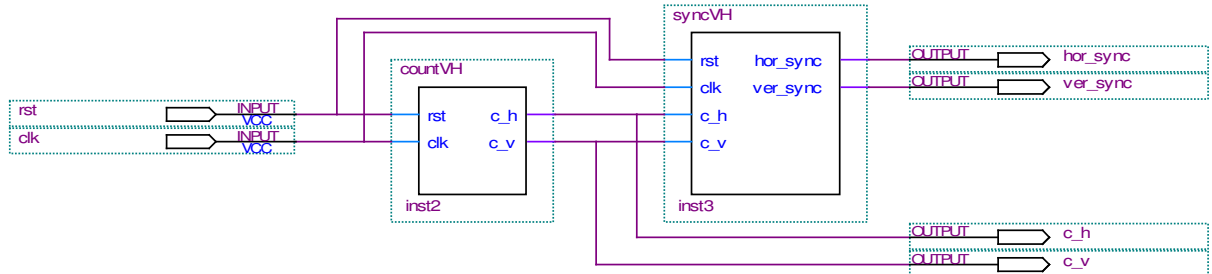 syncVH
rst hor_sync OUTPUT hor_sync
countVH clk ver_sync OUTPUT ver_sync
rst INPUT VCC rst c_h c_h
clk INPUT VCC clk c_v c_v
inst2 inst3
OUTPUT c_h
OUTPUT c_v